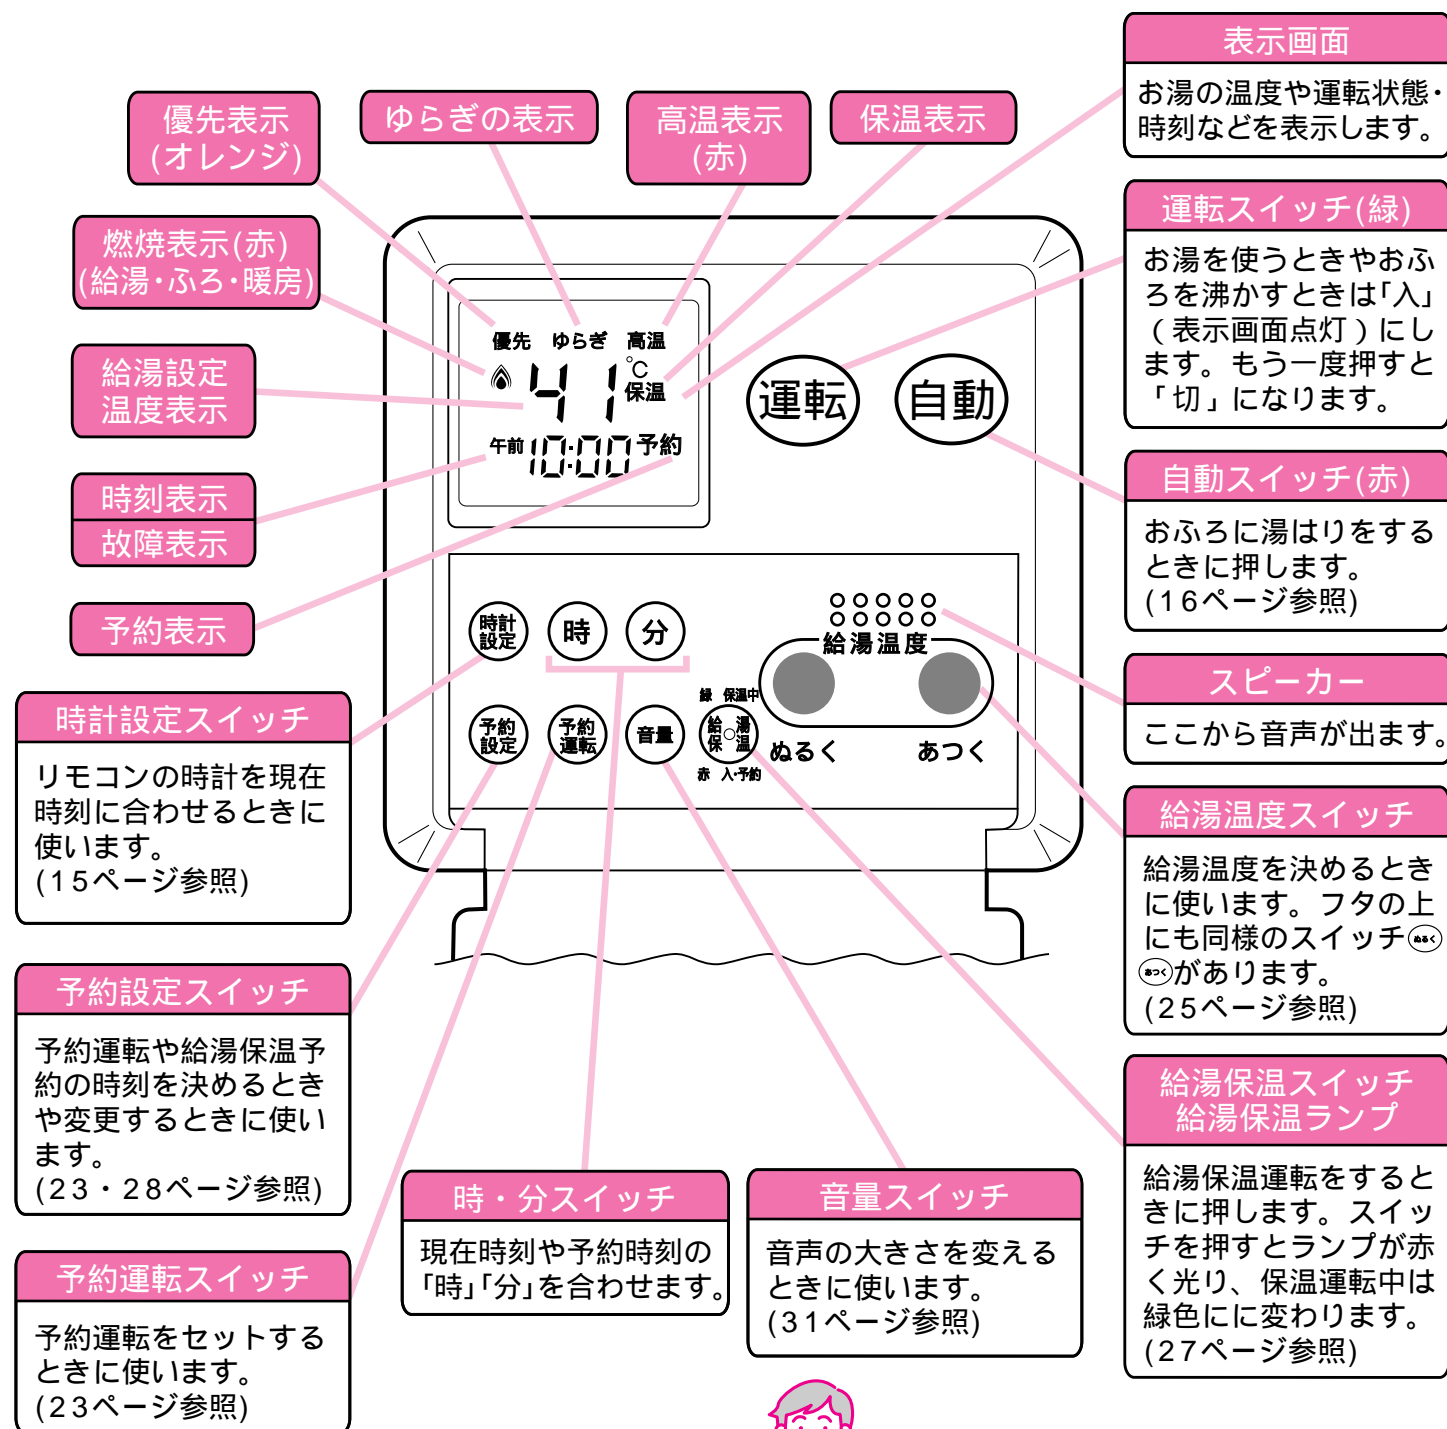 表示画面
お湯の温度や運転状態・
時刻などを表示します。
優先表示
(オレンジ)
ゆらぎの表示
高温表示
(赤)
保温表示
燃焼表示(赤)
(給湯・ふろ・暖房)
給湯設定
温度表示
時刻表示
故障表示
予約表示
優先 ゆらぎ 高温
41℃
保温
午前10:00予約
運転
自動
運転スイッチ(緑)
お湯を使うときやおふ
ろを沸かすときは「入」
(表示画面点灯)にし
ます。もう一度押すと
「切」になります。
自動スイッチ(赤)
おふろに湯はりをする
ときに押します。
(16ページ参照)
時計
設定
時
分
給湯温度
予約
設定
予約
運転
音量
緑 保温中
給湯
保温
赤 入・予約
ぬるく
あつく
スピーカー
ここから音声が出ます。
時計設定スイッチ
リモコンの時計を現在
時刻に合わせるときに
使います。
(15ページ参照)
給湯温度スイッチ
給湯温度を決めるとき
に使います。フタの上
にも同様のスイッチぬるく
あつくがあります。
(25ページ参照)
予約設定スイッチ
予約運転や給湯保温予
約の時刻を決めるとき
や変更するときに使い
ます。
(23・28ページ参照)
給湯保温スイッチ
給湯保温ランプ
給湯保温運転をすると
きに押します。スイッ
チを押すとランプが赤
く光り、保温運転中は
緑色にに変わります。
(27ページ参照)
時・分スイッチ
現在時刻や予約時刻の
「時」「分」を合わせます。
音量スイッチ
音声の大きさを変える
ときに使います。
(31ページ参照)
予約運転スイッチ
予約運転をセットする
ときに使います。
(23ページ参照)